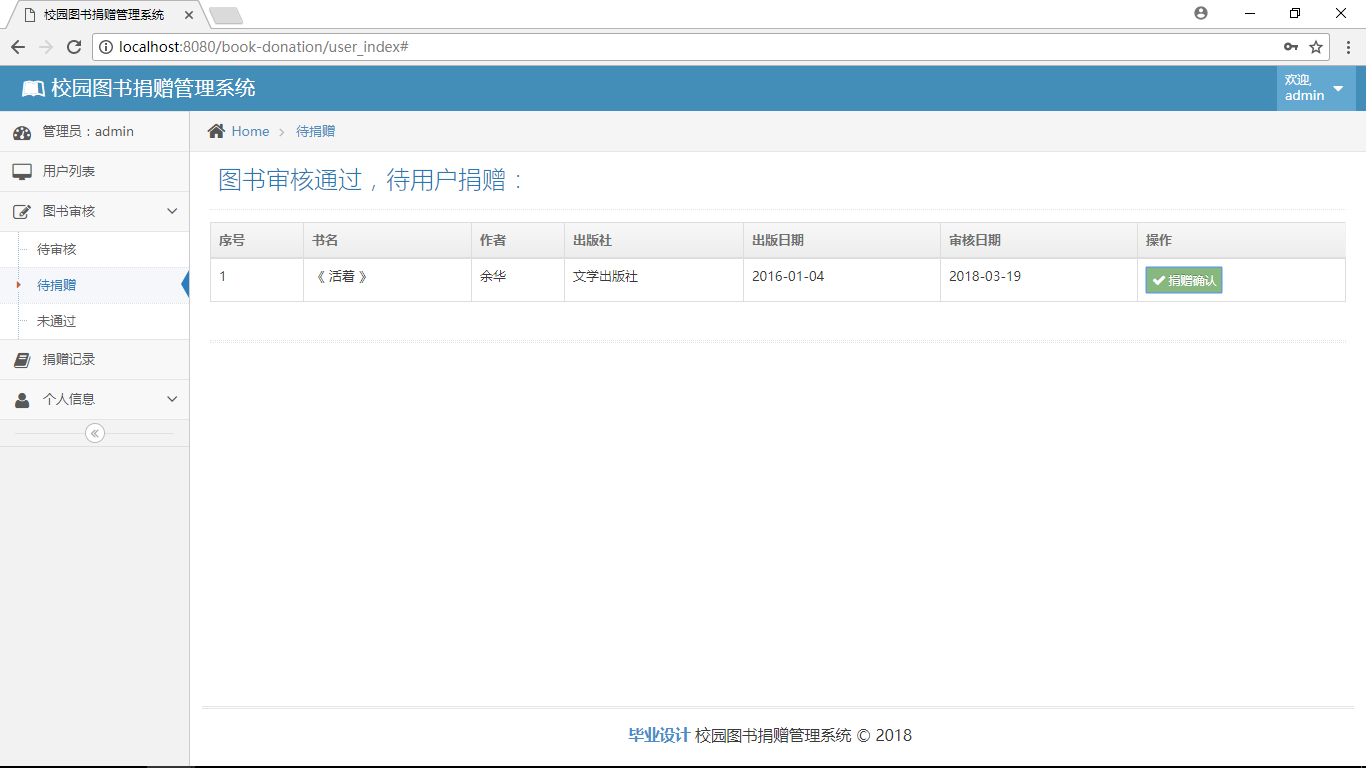 校园图书捐赠管理系统
localhost:8080/book-donation/user_index#
校园图书捐赠管理系统
欢迎,
admin
管理员：admin
用户列表
图书审核
待审核
待捐赠
未通过
捐赠记录
个人信息
Home 待捐赠
图书审核通过，待用户捐赠：
序号 书名 作者 出版社 出版日期 审核日期 操作
1 《 活着 》 余华 文学出版社 2016-01-04 2018-03-19 捐赠确认
毕业设计 校园图书捐赠管理系统 © 2018